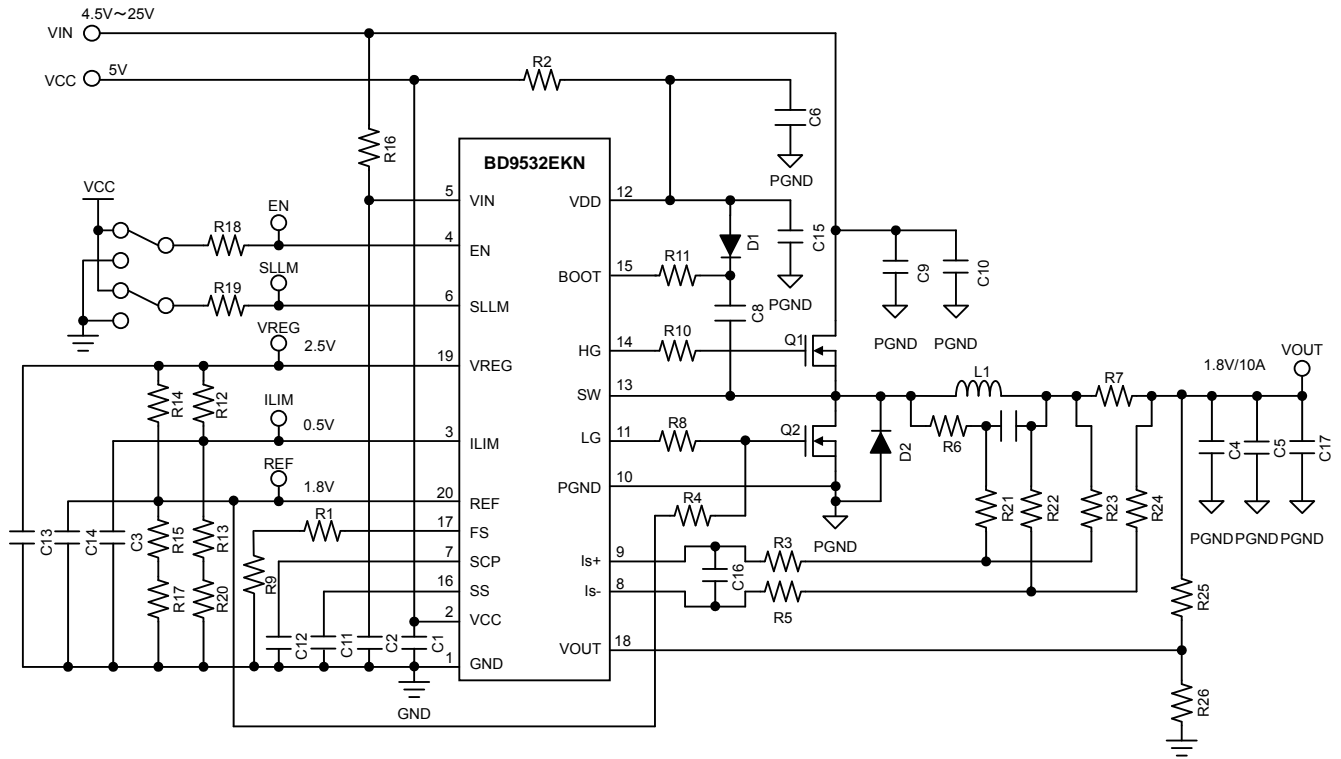 4.5V～25V
VIN
VCC
5V
R2
C6
PGND
R16
BD9532EKN
5
VIN
VDD
12
VCC
EN
R18
4
EN
D1
C15
PGND
BOOT
15
R11
C9
C10
PGND
PGND
SLLM
R19
6
SLLM
C8
VREG
2.5V
19
VREG
HG
14
R10
Q1
R14
R12
SW
13
L1
R7
1.8V/10A
VOUT
ILIM
0.5V
3
ILIM
LG
11
R8
Q2
D2
R6
C4
C5
C17
PGND
PGND
PGND
REF
1.8V
20
REF
PGND
10
PGND
R4
R21
R22
R23
R24
C13
C14
C3
R15
R13
R1
17
FS
R9
7
SCP
Is+
9
R3
C16
R17
R20
16
SS
Is-
8
R5
R25
2
VCC
C12
C11
C2
C1
1
GND
VOUT
18
GND
R26